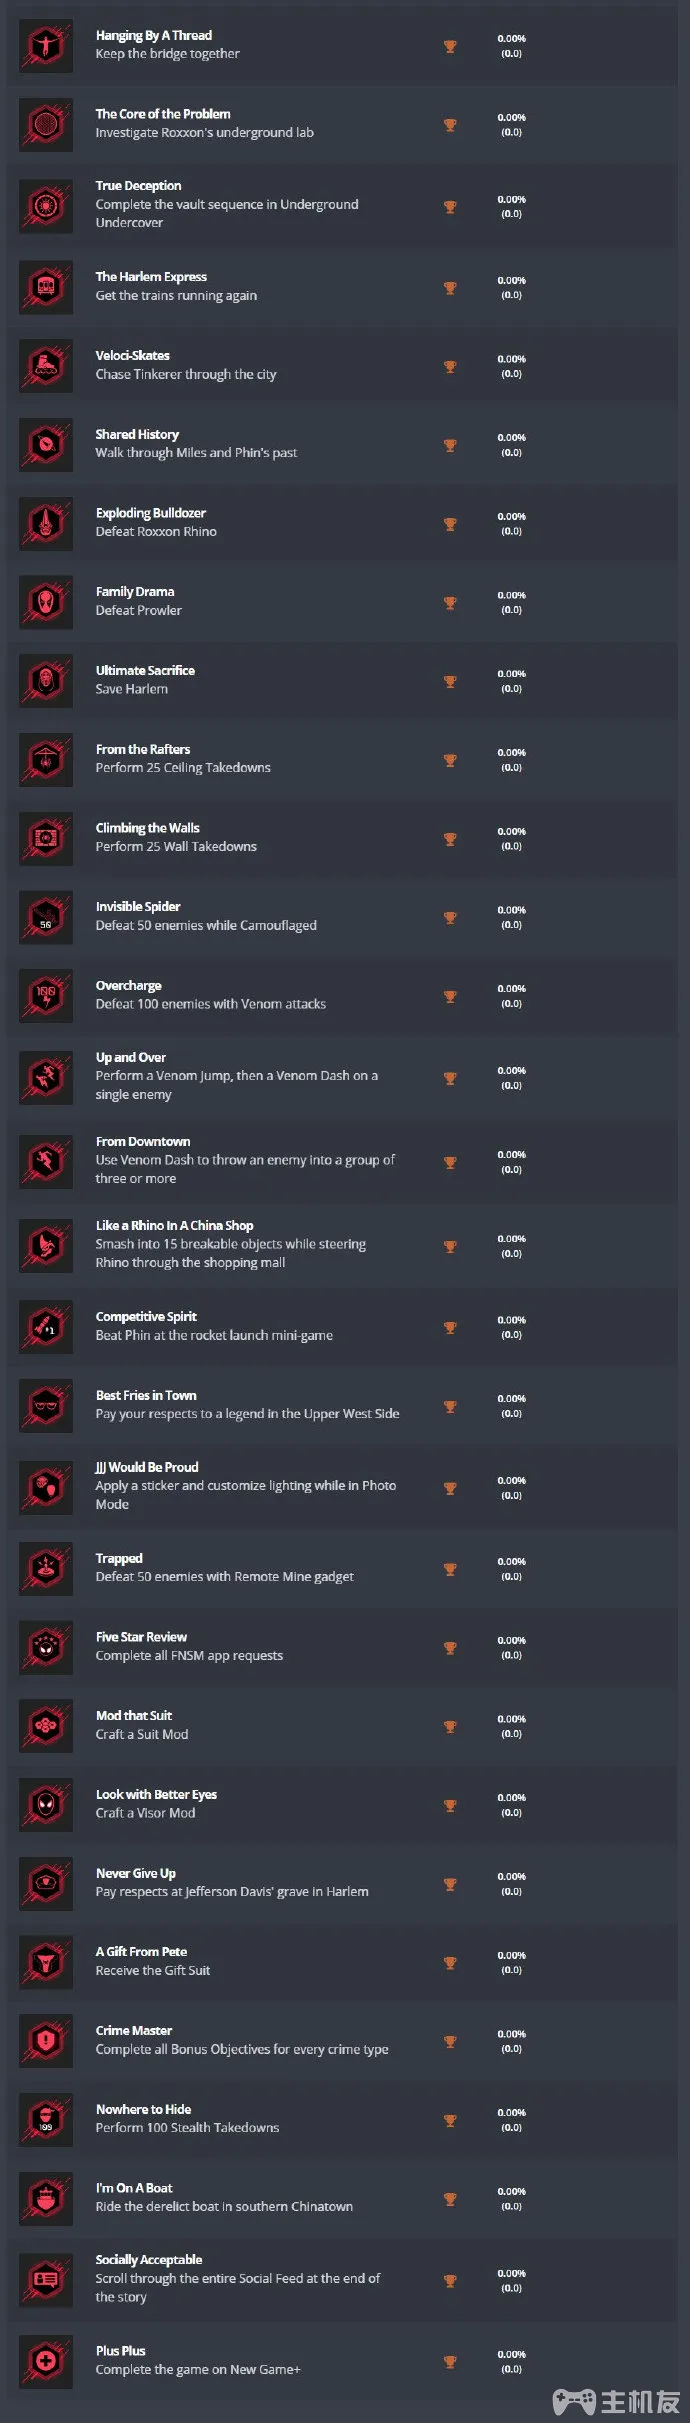 Hanging By A Thread
Keep the bridge together
0.00%
(0.0)
The Core of the Problem
Investigate Roxxon's underground lab
0.00%
(0.0)
True Deception
Complete the vault sequence in Underground
Undercover
0.00%
(0.0)
The Harlem Express
Get the trains running again
0.00%
(0.0)
Veloci-Skates
Chase Tinkerer through the city
0.00%
(0.0)
Shared History
Walk through Miles and Phin's past
0.00%
(0.0)
Exploding Bulldozer
Defeat Roxxon Rhino
0.00%
(0.0)
Family Drama
Defeat Prowler
0.00%
(0.0)
Ultimate Sacrifice
Save Harlem
0.00%
(0.0)
From the Rafters
Perform 25 Ceiling Takedowns
0.00%
(0.0)
Climbing the Walls
Perform 25 Wall Takedowns
0.00%
(0.0)
50
Invisible Spider
Defeat 50 enemies while Camouflaged
0.00%
(0.0)
100
Overcharge
Defeat 100 enemies with Venom attacks
0.00%
(0.0)
Up and Over
Perform a Venom Jump, then a Venom Dash on a
single enemy
0.00%
(0.0)
From Downtown
Use Venom Dash to throw an enemy into a group of
three or more
0.00%
(0.0)
Like a Rhino In A China Shop
Smash into 15 breakable objects while steering
Rhino through the shopping mall
0.00%
(0.0)
+1
Competitive Spirit
Beat Phin at the rocket launch mini-game
0.00%
(0.0)
Best Fries in Town
Pay your respects to a legend in the Upper West Side
0.00%
(0.0)
JJJ Would Be Proud
Apply a sticker and customize lighting while in Photo
Mode
0.00%
(0.0)
Trapped
Defeat 50 enemies with Remote Mine gadget
0.00%
(0.0)
Five Star Review
Complete all FNSM app requests
0.00%
(0.0)
Mod that Suit
Craft a Suit Mod
0.00%
(0.0)
Look with Better Eyes
Craft a Visor Mod
0.00%
(0.0)
Never Give Up
Pay respects at Jefferson Davis' grave in Harlem
0.00%
(0.0)
A Gift From Pete
Receive the Gift Suit
0.00%
(0.0)
Crime Master
Complete all Bonus Objectives for every crime type
0.00%
(0.0)
100
Nowhere to Hide
Perform 100 Stealth Takedowns
0.00%
(0.0)
I'm On A Boat
Ride the derelict boat in southern Chinatown
0.00%
(0.0)
Socially Acceptable
Scroll through the entire Social Feed at the end of
the story
0.00%
(0.0)
Plus Plus
Complete the game on New Game+
0.00%
(0.0)
主机友